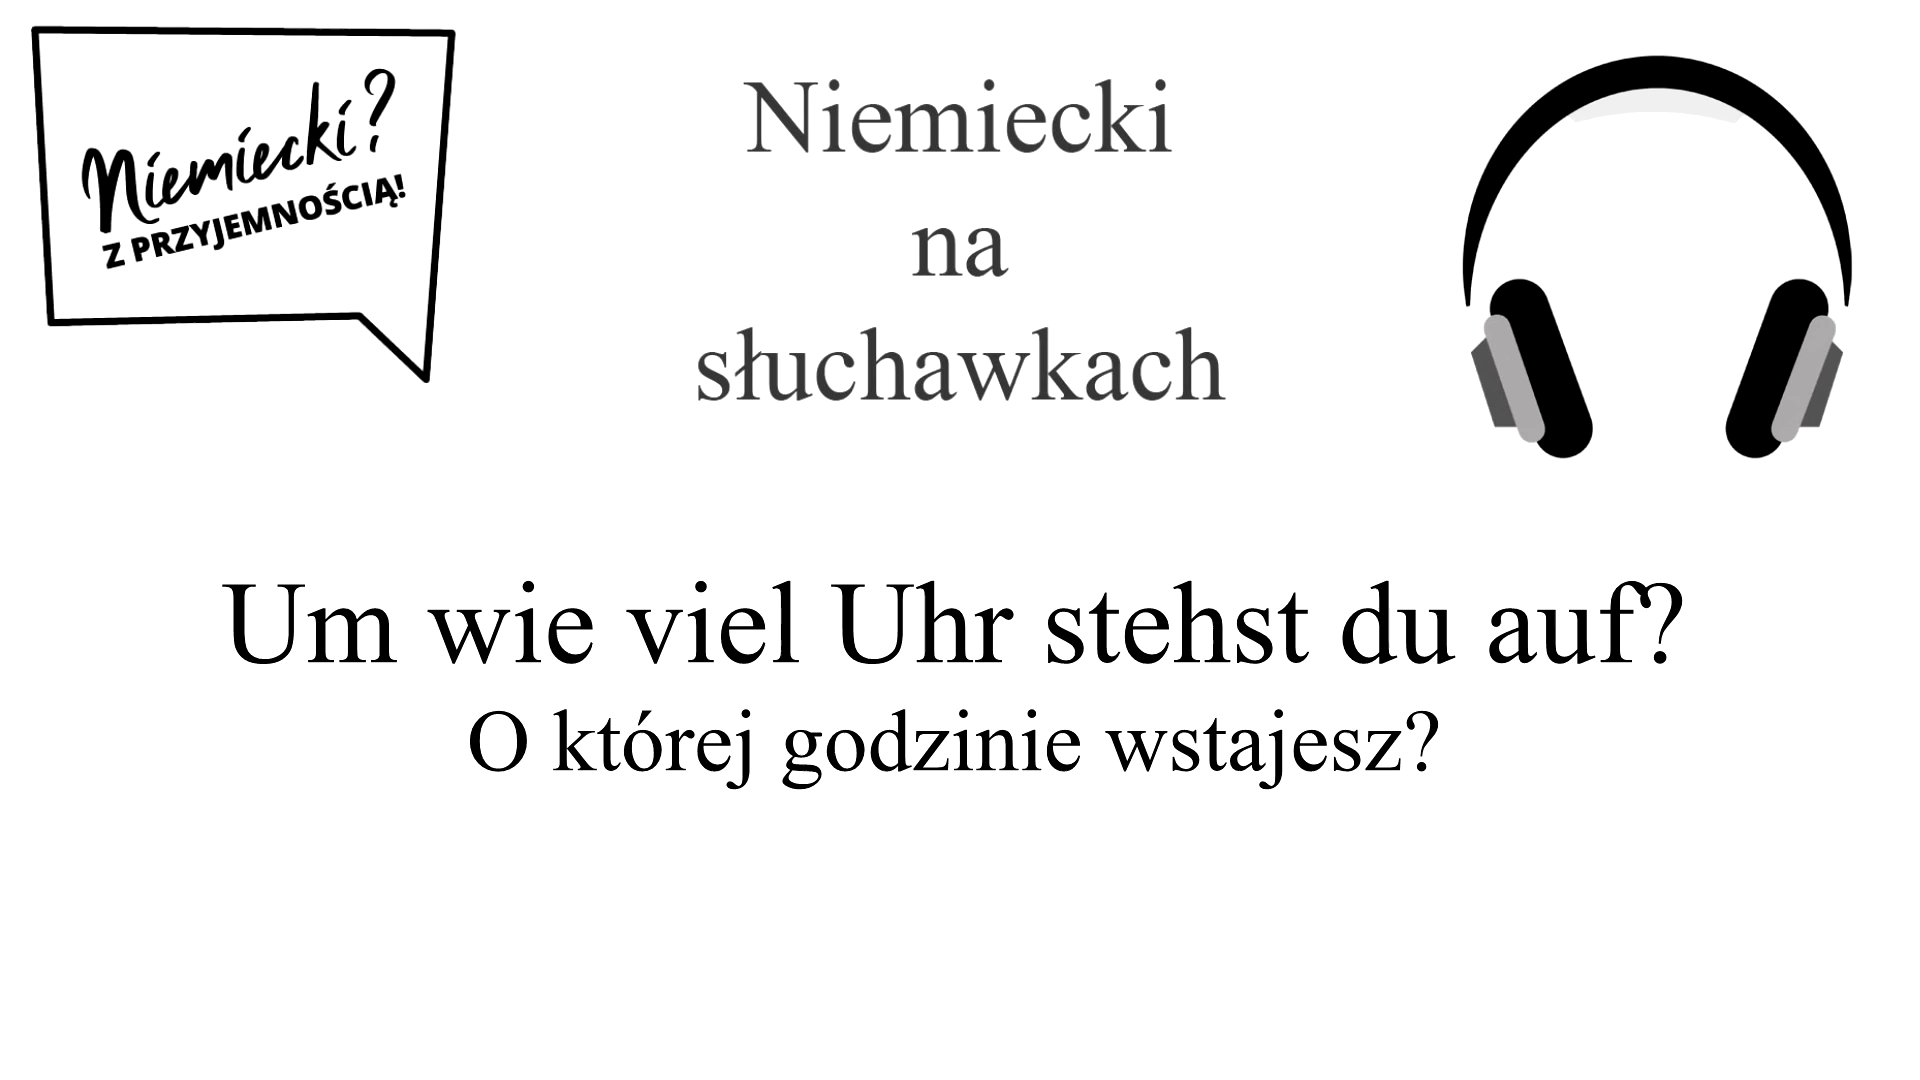 Niemiecki?
Z PRZYJEMNOŚCIĄ!
Niemiecki
na
słuchawkach
Um wie viel Uhr stehst du auf?
O której godzinie wstajesz?